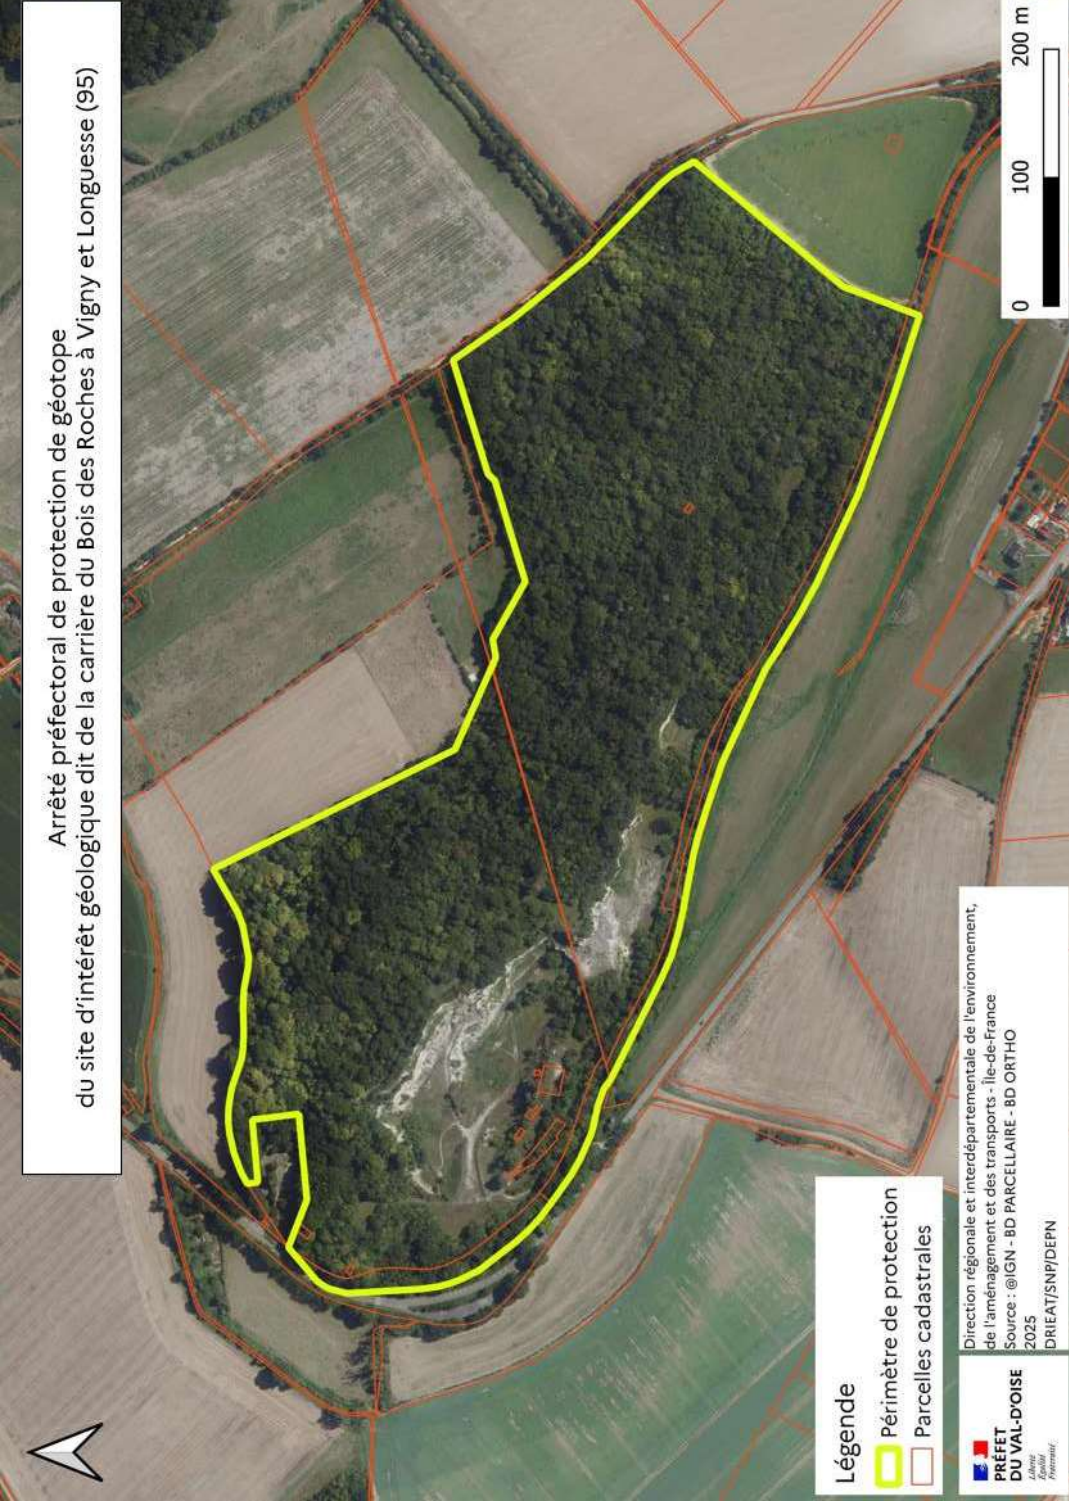 Arrêté préfectoral de protection de géotope
du site d'intérêt géologique dit de la carrière du Bois des Roches à Vigny et Longuesse (95)
Légende
Périmètre de protection
Parcelles cadastrales
PRÉFET
DU VAL-D'OISE
Liberté
Égalité
Fraternité
Direction régionale et interdépartementale de l'environnement,
de l'aménagement et des transports - Île-de-France
Source : @IGN - BD PARCELLAIRE - BD ORTHO
2025
DRIEAT/SNP/DEPN
0 100 200 m